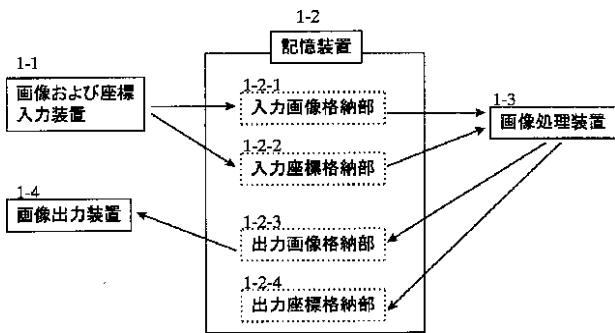 1-2
記憶装置
1-1
画像および座標
入力装置
1-2-1
入力画像格納部
1-3
画像処理装置
1-2-2
入力座標格納部
1-4
画像出力装置
1-2-3
出力画像格納部
1-2-4
出力座標格納部